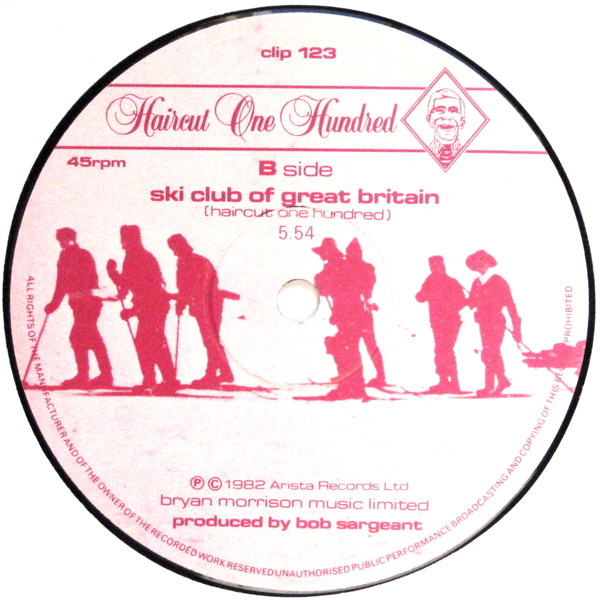 clip 123
Haircut One Hundred
45rpm
B side
ski club of great britain
(haircut one hundred)
5.54
Ⓟ © 1982 Arista Records Ltd
bryan morrison music limited
produced by bob sargeant
ALL RIGHTS OF THE MANUFACTURER AND OF THE OWNER OF THE RECORDED WORK RESERVED UNAUTHORISED PUBLIC PERFORMANCE BROADCASTING AND COPYING OF THIS RE PROHIBITED